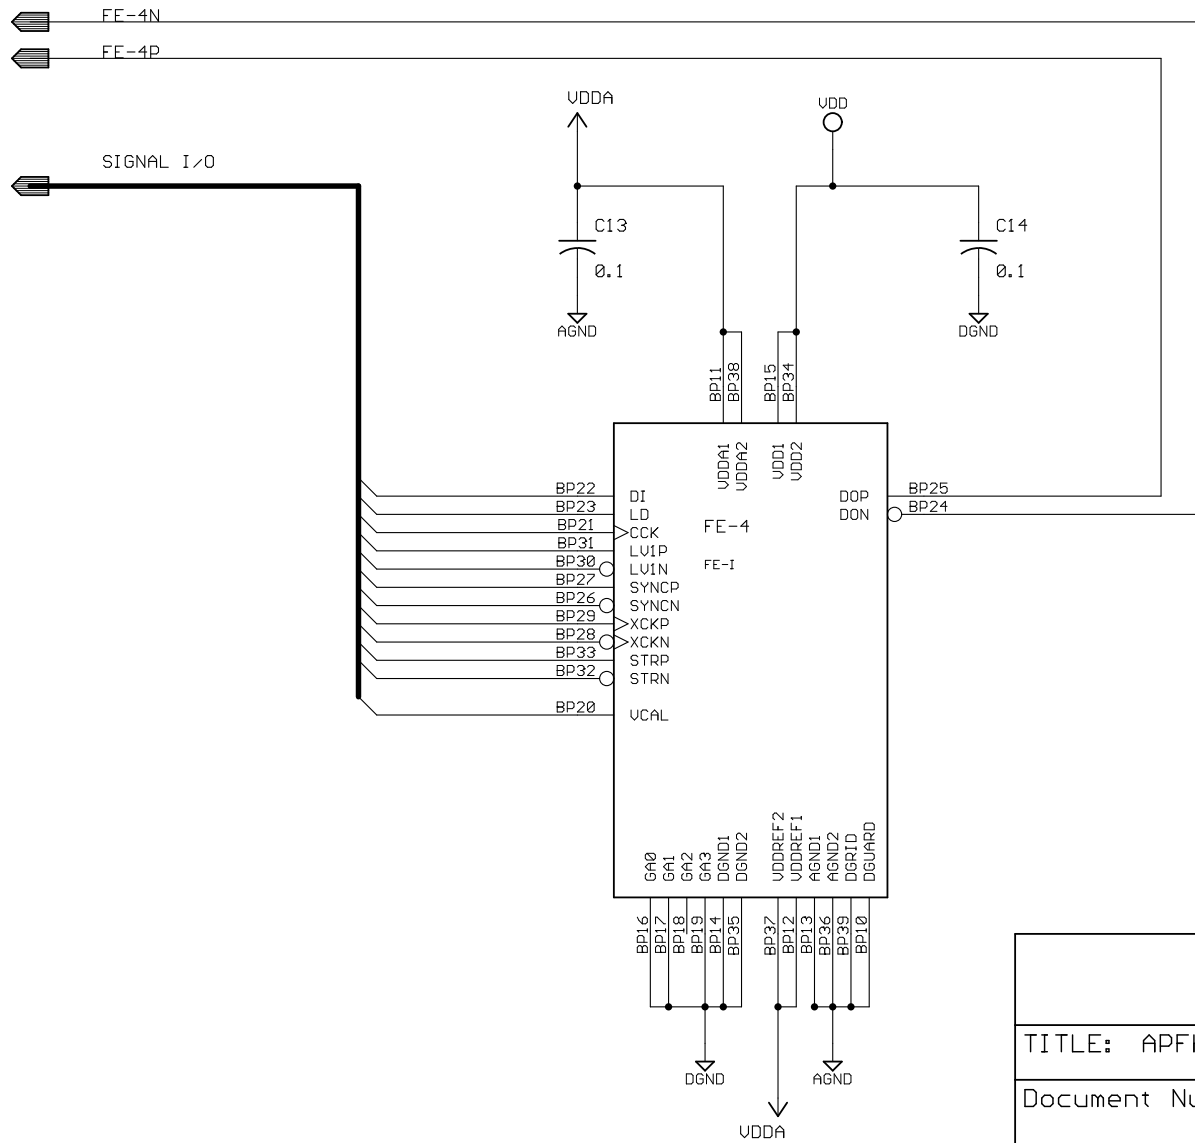 FE-4N
FE-4P
VDDA
VDD
SIGNAL I/O
C13
0.1
AGND
C14
0.1
DGND
BP11
BP38
BP15
BP34
VDDA1
VDDA2
VDD1
VDD2
BP22 DI
BP23 LD
BP21 CCK
BP31 LV1P
BP30 LV1N
BP27 SYNCP
BP26 SYNCN
BP29 XCKP
BP28 XCKN
BP33 STRP
BP32 STRN
BP20 VCAL
FE-4
FE-I
DOP BP25
DON BP24
GA0
GA1
GA2
GA3
DGND1
DGND2
VDDREF2
VDDREF1
AGND1
AGND2
DGRID
DGUARD
BP16
BP17
BP18
BP19
BP14
BP35
BP37
BP12
BP13
BP36
BP39
BP10
DGND
AGND
VDDA
TITLE: APF
Document Nu